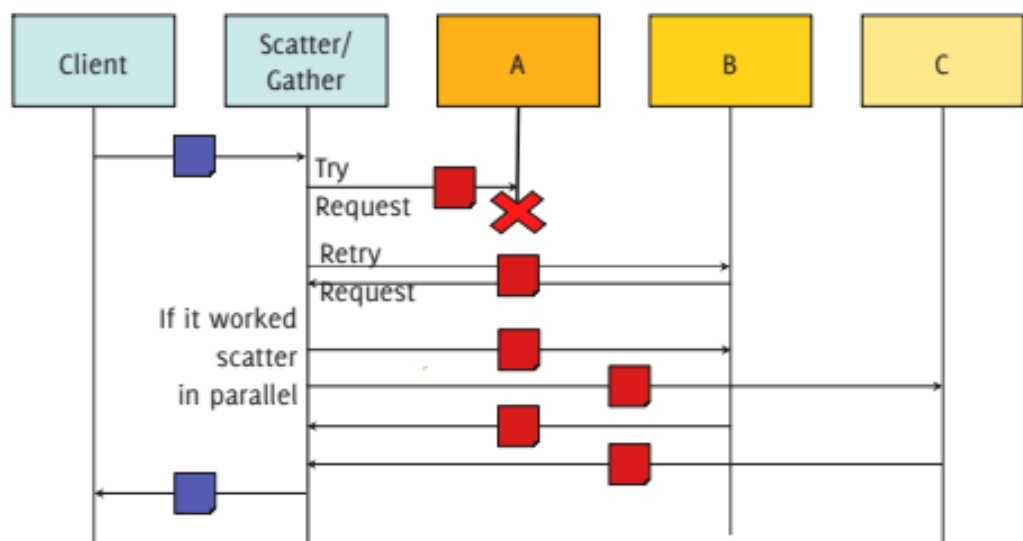 Client
Scatter/
Gather
A
B
C
Try
Request
Retry
Request
If it worked
scatter
in parallel